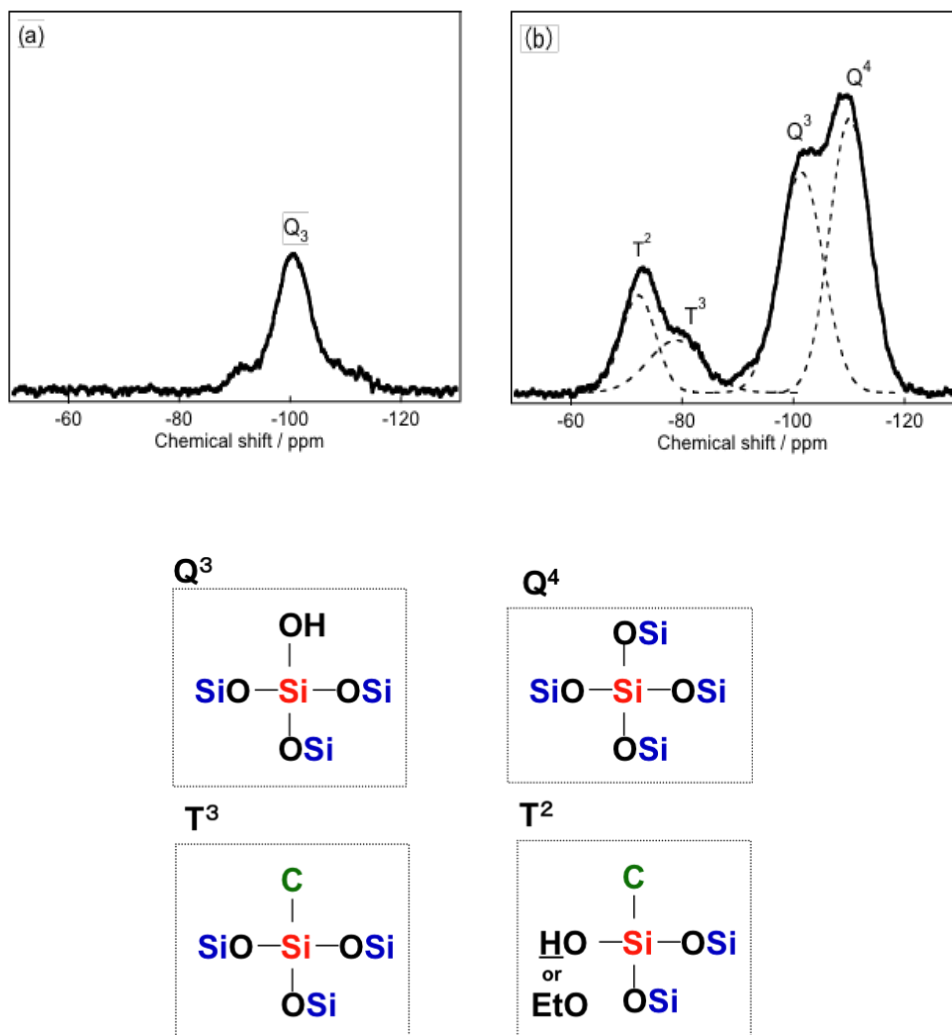 (a)
Q₃
-60 -80 -100 -120
Chemical shift / ppm
(b)
Q⁴
Q³
T²
T³
-60 -80 -100 -120
Chemical shift / ppm
Q³
OH
SiO Si OSi
OSi
Q⁴
OSi
SiO Si OSi
OSi
T³
C
SiO Si OSi
OSi
T²
C
HO Si OSi
or
EtO OSi